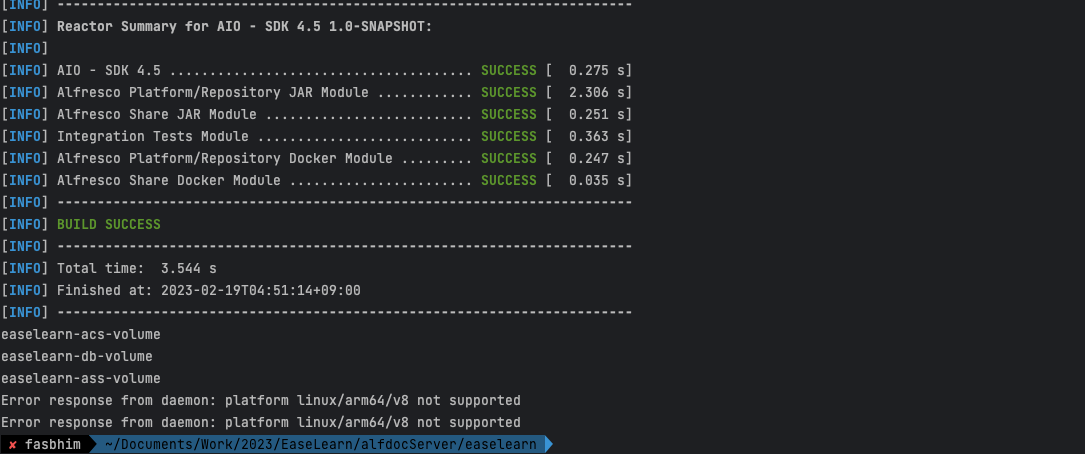 [INFO] ------------------------------------------------------------------------
[INFO] Reactor Summary for AIO - SDK 4.5 1.0-SNAPSHOT:
[INFO]
[INFO] AIO - SDK 4.5 ...................................... SUCCESS [  0.275 s]
[INFO] Alfresco Platform/Repository JAR Module ............ SUCCESS [  2.306 s]
[INFO] Alfresco Share JAR Module .......................... SUCCESS [  0.251 s]
[INFO] Integration Tests Module ........................... SUCCESS [  0.363 s]
[INFO] Alfresco Platform/Repository Docker Module ......... SUCCESS [  0.247 s]
[INFO] Alfresco Share Docker Module ....................... SUCCESS [  0.035 s]
[INFO] ------------------------------------------------------------------------
[INFO] BUILD SUCCESS
[INFO] ------------------------------------------------------------------------
[INFO] Total time:  3.544 s
[INFO] Finished at: 2023-02-19T04:51:14+09:00
[INFO] ------------------------------------------------------------------------
easelearn-acs-volume
easelearn-db-volume
easelearn-ass-volume
Error response from daemon: platform linux/arm64/v8 not supported
Error response from daemon: platform linux/arm64/v8 not supported
✘ fasbhim ~/Documents/Work/2023/EaseLearn/alfdocServer/easelearn